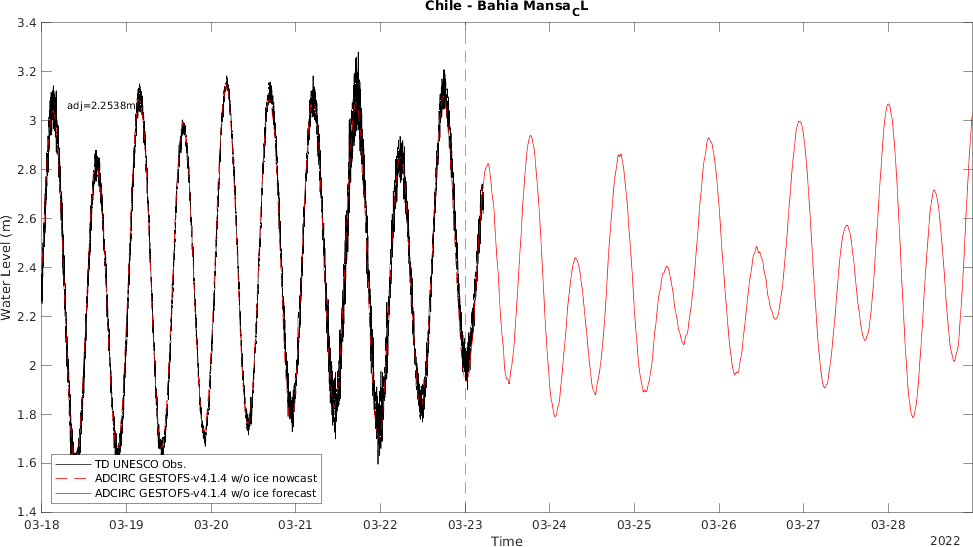 Chile - Bahia Mansa_CL
3.4
3.2
3
2.8
2.6
2.4
2.2
2
1.8
1.6
1.4
Water Level (m)
adj=2.2538m
TD UNESCO Obs.
ADCIRC GESTOFS-v4.1.4 w/o ice nowcast
ADCIRC GESTOFS-v4.1.4 w/o ice forecast
03-18 03-19 03-20 03-21 03-22 03-23 03-24 03-25 03-26 03-27 03-28
Time
2022